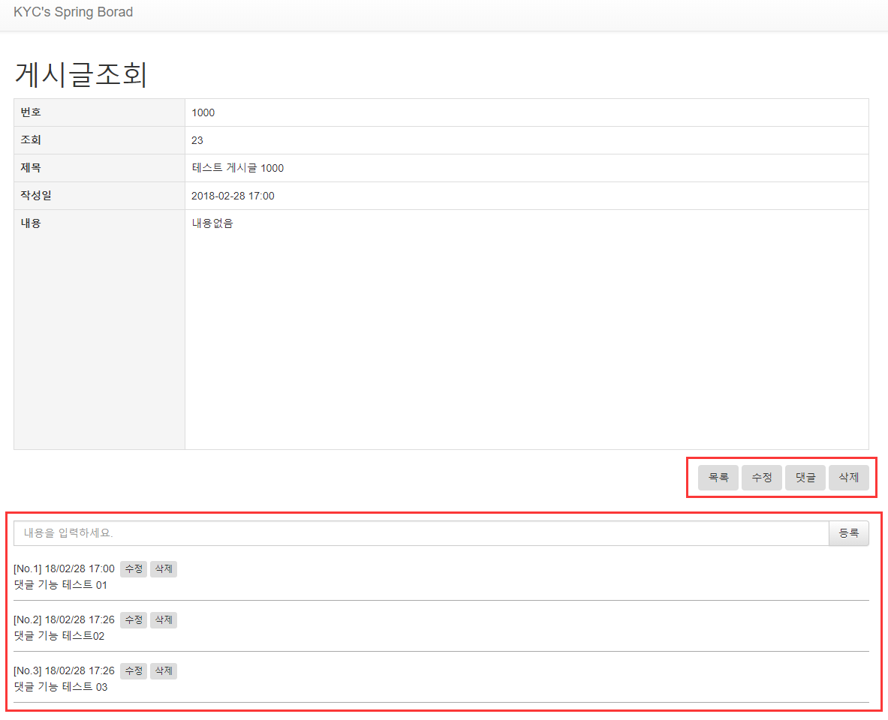 KYC's Spring Borad
게시글조회
번호 1000
조회 23
제목 테스트 게시글 1000
작성일 2018-02-28 17:00
내용 내용없음
목록 수정 댓글 삭제
내용을 입력하세요. 등록
[No.1] 18/02/28 17:00 수정 삭제
댓글 기능 테스트 01
[No.2] 18/02/28 17:26 수정 삭제
댓글 기능 테스트02
[No.3] 18/02/28 17:26 수정 삭제
댓글 기능 테스트 03